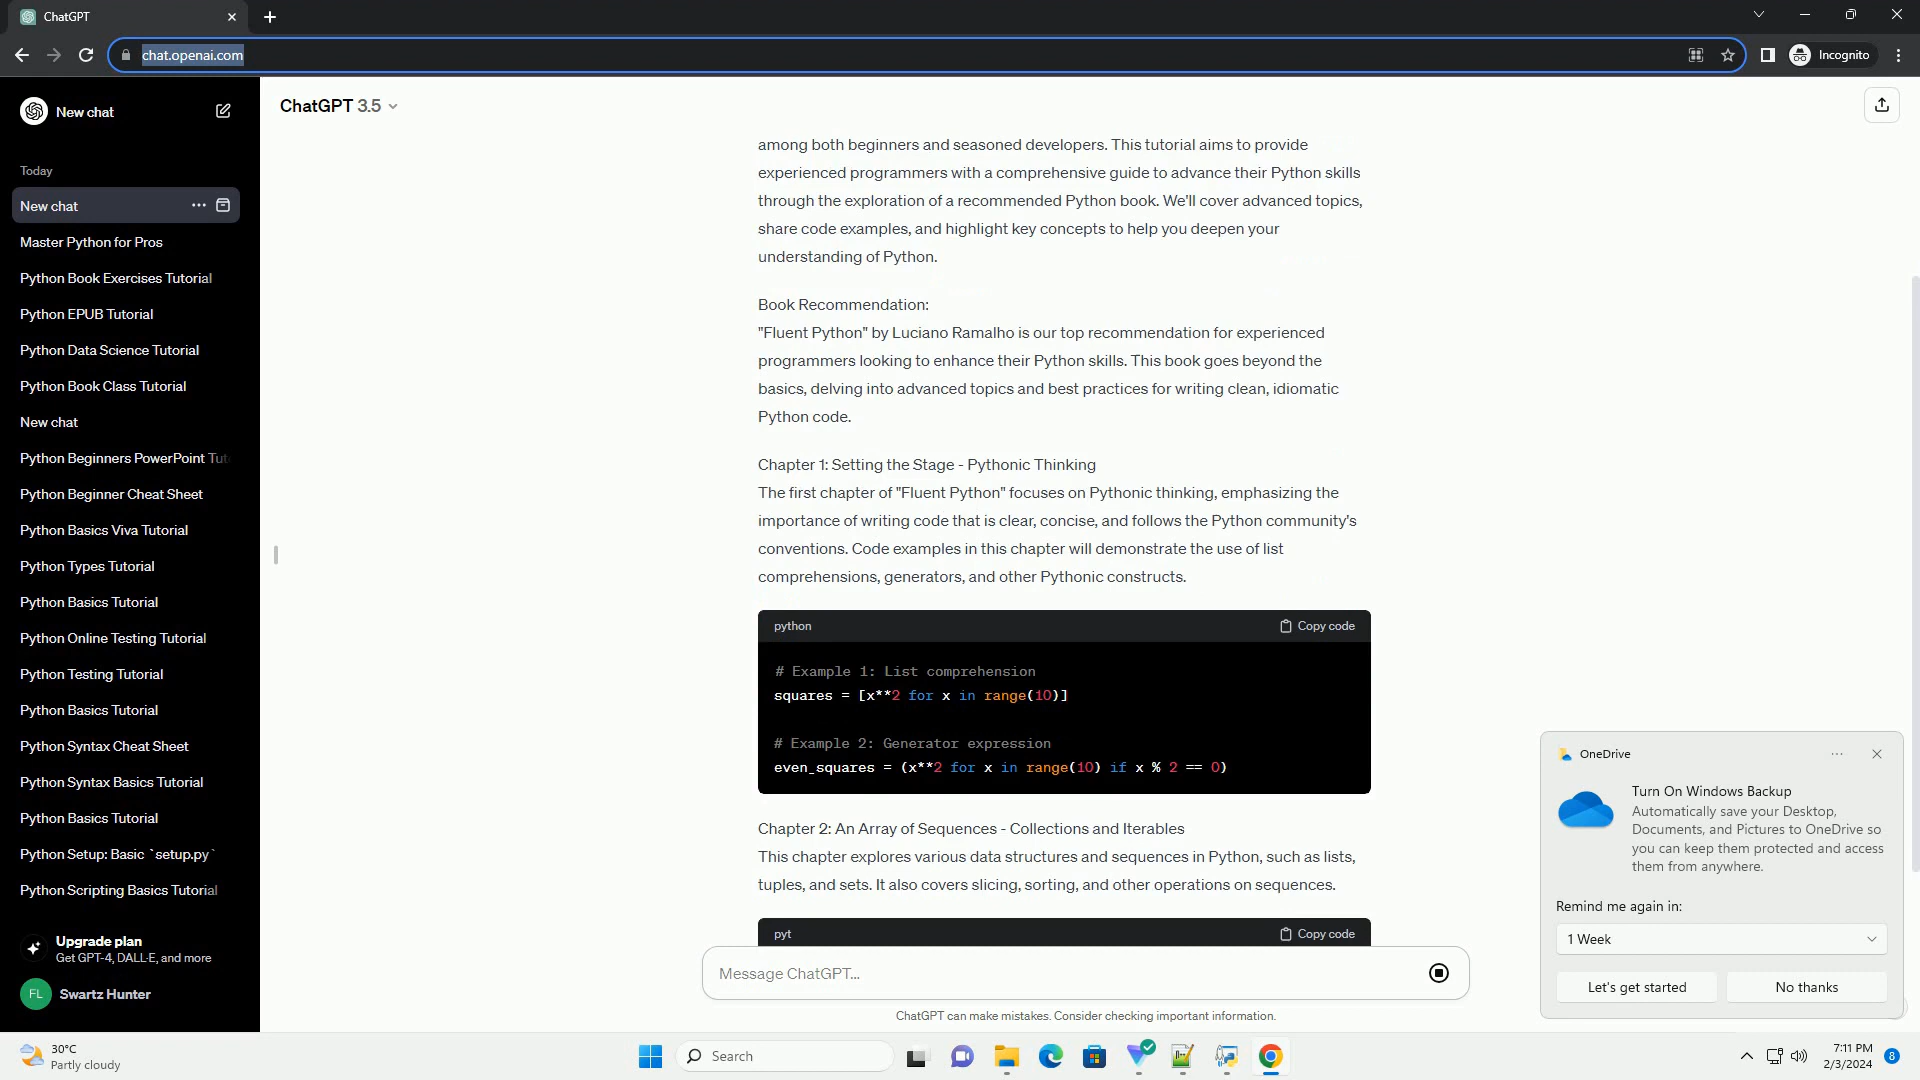 ChatGPT
chat.openai.com
Incognito
New chat
Today
New chat
Master Python for Pros
Python Book Exercises Tutorial
Python EPUB Tutorial
Python Data Science Tutorial
Python Book Class Tutorial
New chat
Python Beginners PowerPoint Tut
Python Beginner Cheat Sheet
Python Basics Viva Tutorial
Python Types Tutorial
Python Basics Tutorial
Python Online Testing Tutorial
Python Testing Tutorial
Python Basics Tutorial
Python Syntax Cheat Sheet
Python Syntax Basics Tutorial
Python Basics Tutorial
Python Setup: Basic `setup.py`
Python Scripting Basics Tutorial
Upgrade plan
Get GPT-4, DALL·E, and more
FL Swartz Hunter
ChatGPT 3.5
among both beginners and seasoned developers. This tutorial aims to provide
experienced programmers with a comprehensive guide to advance their Python skills
through the exploration of a recommended Python book. We'll cover advanced topics,
share code examples, and highlight key concepts to help you deepen your
understanding of Python.
Book Recommendation:
"Fluent Python" by Luciano Ramalho is our top recommendation for experienced
programmers looking to enhance their Python skills. This book goes beyond the
basics, delving into advanced topics and best practices for writing clean, idiomatic
Python code.
Chapter 1: Setting the Stage - Pythonic Thinking
The first chapter of "Fluent Python" focuses on Pythonic thinking, emphasizing the
importance of writing code that is clear, concise, and follows the Python community's
conventions. Code examples in this chapter will demonstrate the use of list
comprehensions, generators, and other Pythonic constructs.
python Copy code
# Example 1: List comprehension
squares = [x**2 for x in range(10)]
# Example 2: Generator expression
even_squares = (x**2 for x in range(10) if x % 2 == 0)
Chapter 2: An Array of Sequences - Collections and Iterables
This chapter explores various data structures and sequences in Python, such as lists,
tuples, and sets. It also covers slicing, sorting, and other operations on sequences.
pyt Copy code
Message ChatGPT...
ChatGPT can make mistakes. Consider checking important information.
OneDrive
Turn On Windows Backup
Automatically save your Desktop,
Documents, and Pictures to OneDrive so
you can keep them protected and access
them from anywhere.
Remind me again in:
1 Week
Let's get started
No thanks
30°C
Partly cloudy
Search
7:11 PM
2/3/2024
8